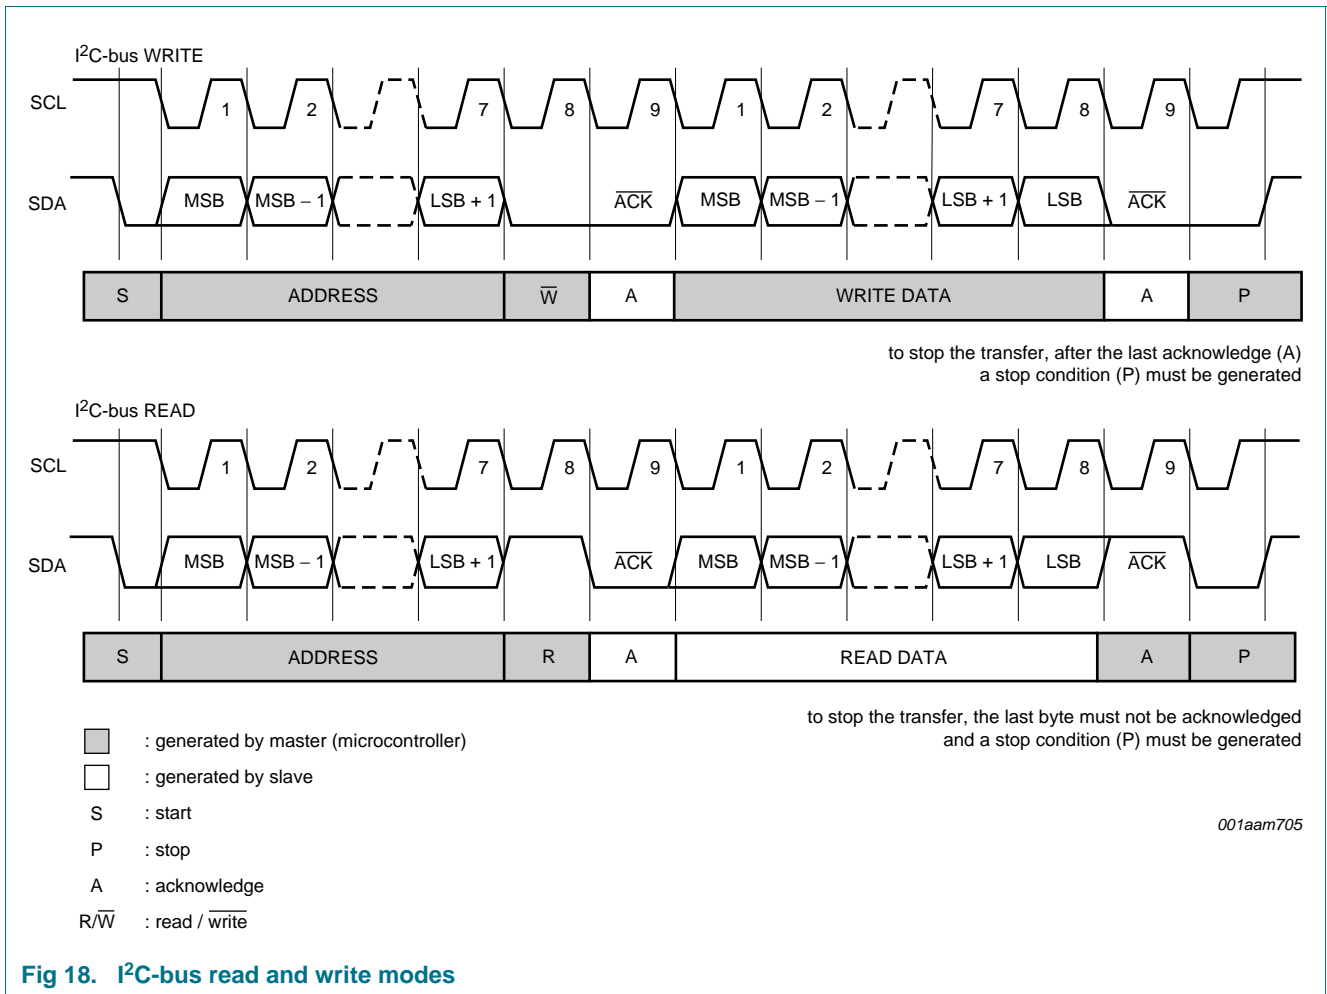 I²C-bus WRITE
SCL 1 2 7 8 9 1 2 7 8 9
SDA MSB MSB − 1 LSB + 1 A̅C̅K̅ MSB MSB − 1 LSB + 1 LSB A̅C̅K̅
S ADDRESS W̅ A WRITE DATA A P
to stop the transfer, after the last acknowledge (A)
a stop condition (P) must be generated
I²C-bus READ
SCL 1 2 7 8 9 1 2 7 8 9
SDA MSB MSB − 1 LSB + 1 A̅C̅K̅ MSB MSB − 1 LSB + 1 LSB A̅C̅K̅
S ADDRESS R A READ DATA A P
to stop the transfer, the last byte must not be acknowledged
and a stop condition (P) must be generated
: generated by master (microcontroller)
: generated by slave
S : start
P : stop
A : acknowledge
R/W̅ : read / w̅r̅i̅t̅e̅
001aam705
Fig 18. I²C-bus read and write modes